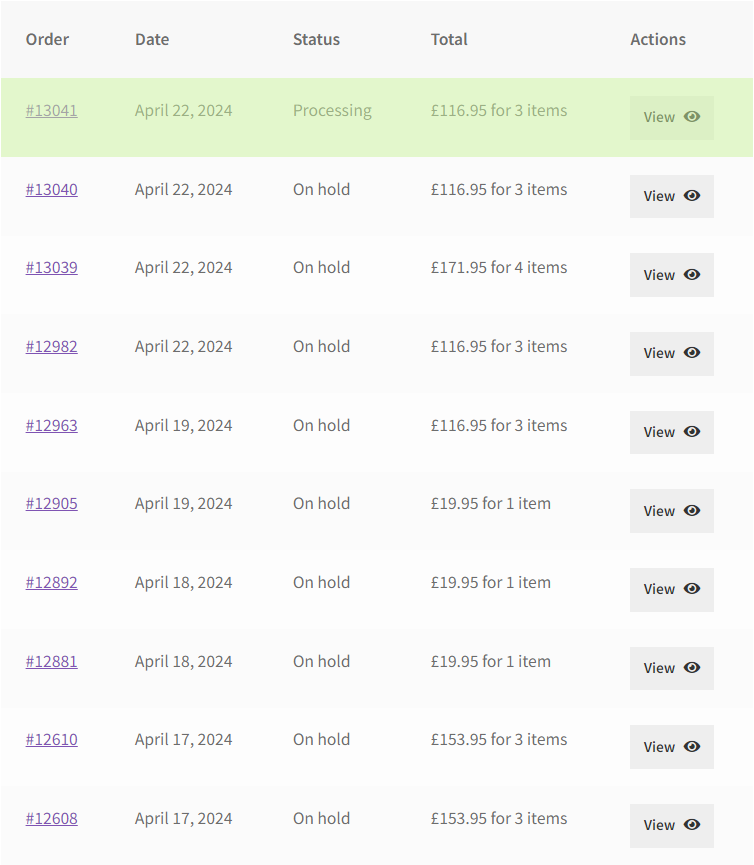 Order Date Status Total Actions
#13041 April 22, 2024 Processing £116.95 for 3 items View
#13040 April 22, 2024 On hold £116.95 for 3 items View
#13039 April 22, 2024 On hold £171.95 for 4 items View
#12982 April 22, 2024 On hold £116.95 for 3 items View
#12963 April 19, 2024 On hold £116.95 for 3 items View
#12905 April 19, 2024 On hold £19.95 for 1 item View
#12892 April 18, 2024 On hold £19.95 for 1 item View
#12881 April 18, 2024 On hold £19.95 for 1 item View
#12610 April 17, 2024 On hold £153.95 for 3 items View
#12608 April 17, 2024 On hold £153.95 for 3 items View